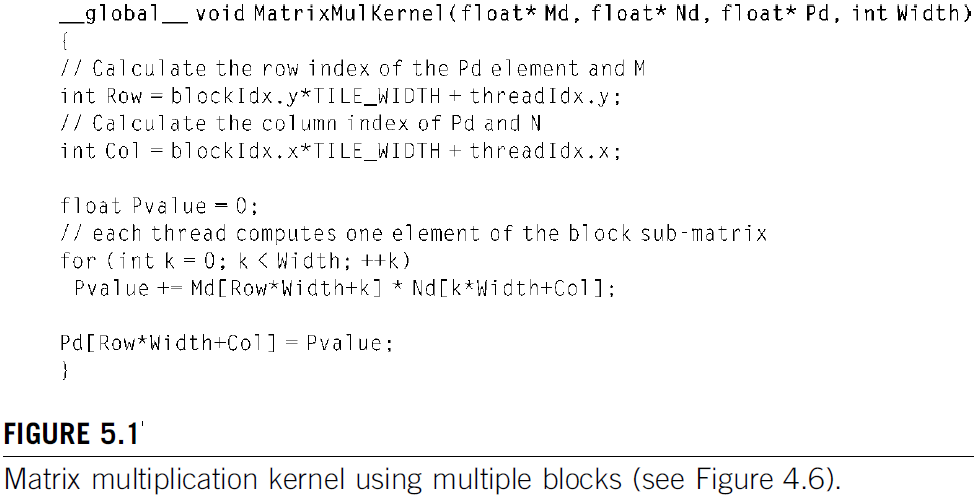 __global__ void MatrixMulKernel(float* Md, float* Nd, float* Pd, int Width)
{
// Calculate the row index of the Pd element and M
int Row = blockIdx.y*TILE_WIDTH + threadIdx.y;
// Calculate the column index of Pd and N
int Col = blockIdx.x*TILE_WIDTH + threadIdx.x;
float Pvalue = 0;
// each thread computes one element of the block sub-matrix
for (int k = 0; k < Width; ++k)
Pvalue += Md[Row*Width+k] * Nd[k*Width+Col];
Pd[Row*Width+Col] = Pvalue;
}
FIGURE 5.1
Matrix multiplication kernel using multiple blocks (see Figure 4.6).